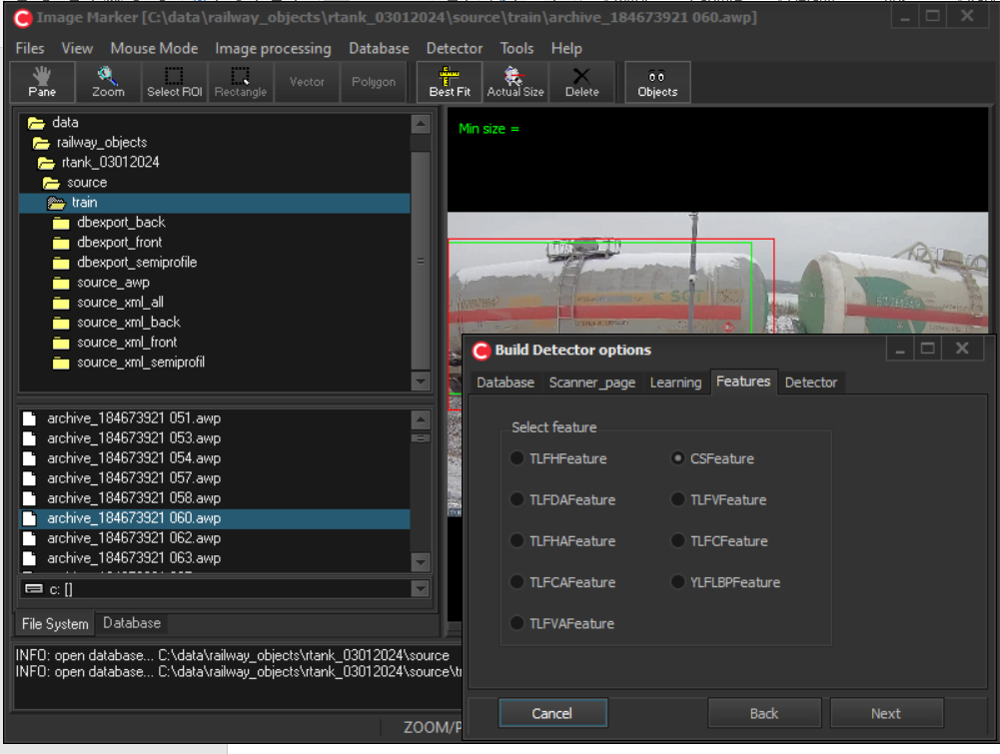 Image Marker [C:\data\railway_objects\rtank_03012024\source\train\archive_184673921 060.awp]
Files View Mouse Mode Image processing Database Detector Tools Help
Pane Zoom Select ROI Rectangle Vector Polygon Best Fit Actual Size Delete Objects
data
railway_objects
rtank_03012024
source
train
dbexport_back
dbexport_front
dbexport_semiprofile
source_awp
source_xml_all
source_xml_back
source_xml_front
source_xml_semiprofil
archive_184673921 051.awp
archive_184673921 053.awp
archive_184673921 054.awp
archive_184673921 057.awp
archive_184673921 058.awp
archive_184673921 060.awp
archive_184673921 062.awp
archive_184673921 063.awp
c: []
File System Database
INFO: open database... C:\data\railway_objects\rtank_03012024\source
INFO: open database... C:\data\railway_objects\rtank_03012024\source\tr
ZOOM/P
Min size =
Build Detector options
Database Scanner_page Learning Features Detector
Select feature
TLFHFeature CSFeature
TLFDAFeature TLFVFeature
TLFHAFeature TLFCFeature
TLFCAFeature YLFLBPFeature
TLFVAFeature
Cancel Back Next